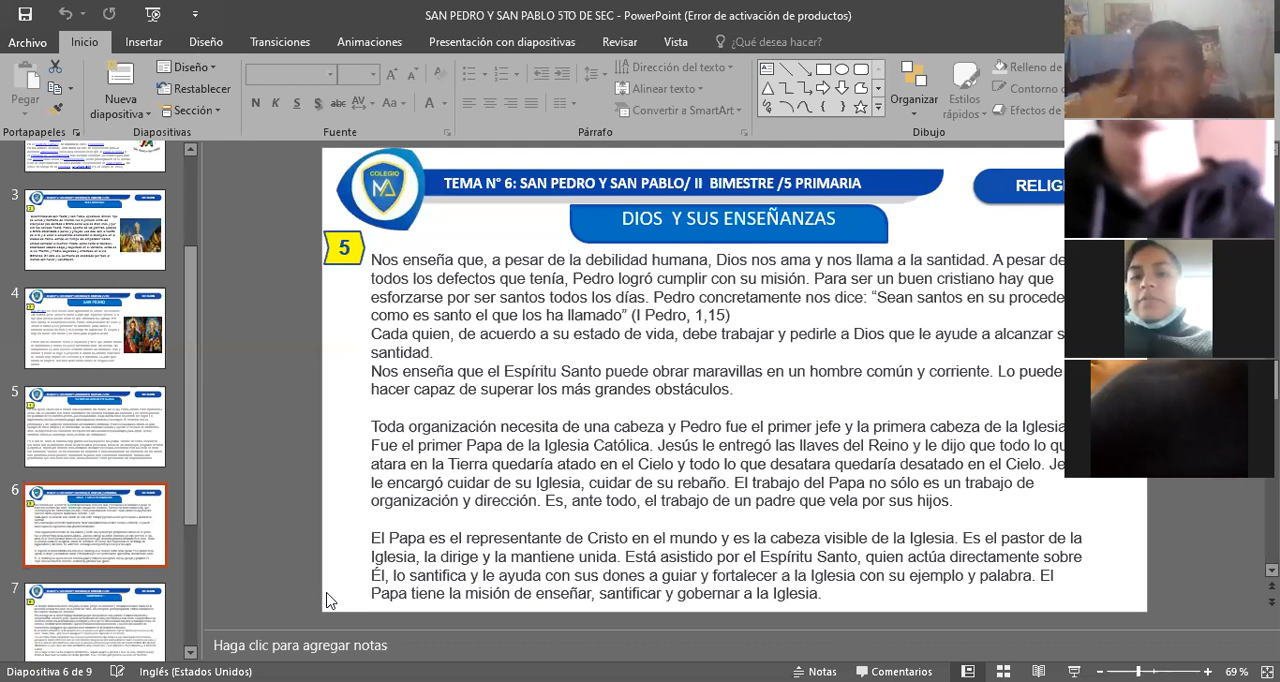 SAN PEDRO Y SAN PABLO 5TO DE SEC - PowerPoint (Error de activación de productos)
Archivo Inicio Insertar Diseño Transiciones Animaciones Presentación con diapositivas Revisar Vista ¿Qué desea hacer?
Pegar
Nueva diapositiva
Diseño
Restablecer
Sección
N K S S abc AV Aa A
Dirección del texto
Alinear texto
Convertir a SmartArt
Organizar
Estilos rápidos
Relleno de
Contorno
Efectos de
Portapapeles Diapositivas Fuente Párrafo Dibujo
3
4
5
6
7
COLEGIO
TEMA N° 6: SAN PEDRO Y SAN PABLO/ II BIMESTRE /5 PRIMARIA
RELIG
DIOS Y SUS ENSEÑANZAS
5
Nos enseña que, a pesar de la debilidad humana, Dios nos ama y nos llama a la santidad. A pesar de
todos los defectos que tenía, Pedro logró cumplir con su misión. Para ser un buen cristiano hay que
esforzarse por ser santos todos los días. Pedro concretamente nos dice: “Sean santos en su proceder
como es santo el que los ha llamado” (I Pedro, 1,15)
Cada quien, de acuerdo a su estado de vida, debe trabajar y pedirle a Dios que le ayude a alcanzar s
santidad.
Nos enseña que el Espíritu Santo puede obrar maravillas en un hombre común y corriente. Lo puede
hacer capaz de superar los más grandes obstáculos.
Toda organización necesita de una cabeza y Pedro fue el primer líder y la primera cabeza de la Iglesia
Fue el primer Papa de la Iglesia Católica. Jesús le entregó las llaves del Reino y le dijo que todo lo qu
atara en la Tierra quedaría atado en el Cielo y todo lo que desatara quedaría desatado en el Cielo. Je
le encargó cuidar de su Iglesia, cuidar de su rebaño. El trabajo del Papa no sólo es un trabajo de
organización y dirección. Es, ante todo, el trabajo de un padre que vela por sus hijos.
El Papa es el representante de Cristo en el mundo y es la cabeza visible de la Iglesia. Es el pastor de la
Iglesia, la dirige y la mantiene unida. Está asistido por el Espíritu Santo, quien actúa directamente sobre
Él, lo santifica y le ayuda con sus dones a guiar y fortalecer a la Iglesia con su ejemplo y palabra. El
Papa tiene la misión de enseñar, santificar y gobernar a la Iglesia.
Haga clic para agregar notas
Diapositiva 6 de 9 Inglés (Estados Unidos) Notas Comentarios 69 %